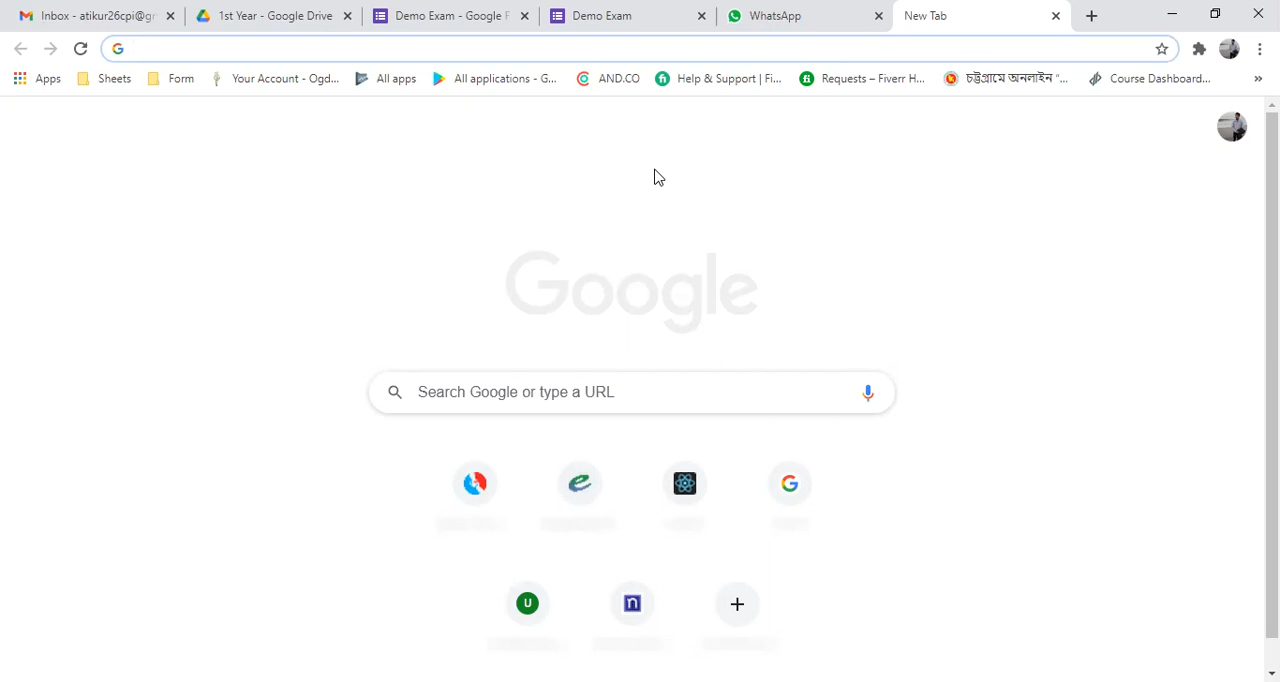 Inbox - atikur26cpi@gr
1st Year - Google Drive
Demo Exam - Google F
Demo Exam
WhatsApp
New Tab
Apps
Sheets
Form
Your Account - Ogd...
All apps
All applications - G...
AND.CO
Help & Support | Fi...
Requests – Fiverr H...
চট্টগ্রামে অনলাইন “...
Course Dashboard...
Google
Search Google or type a URL
U
n